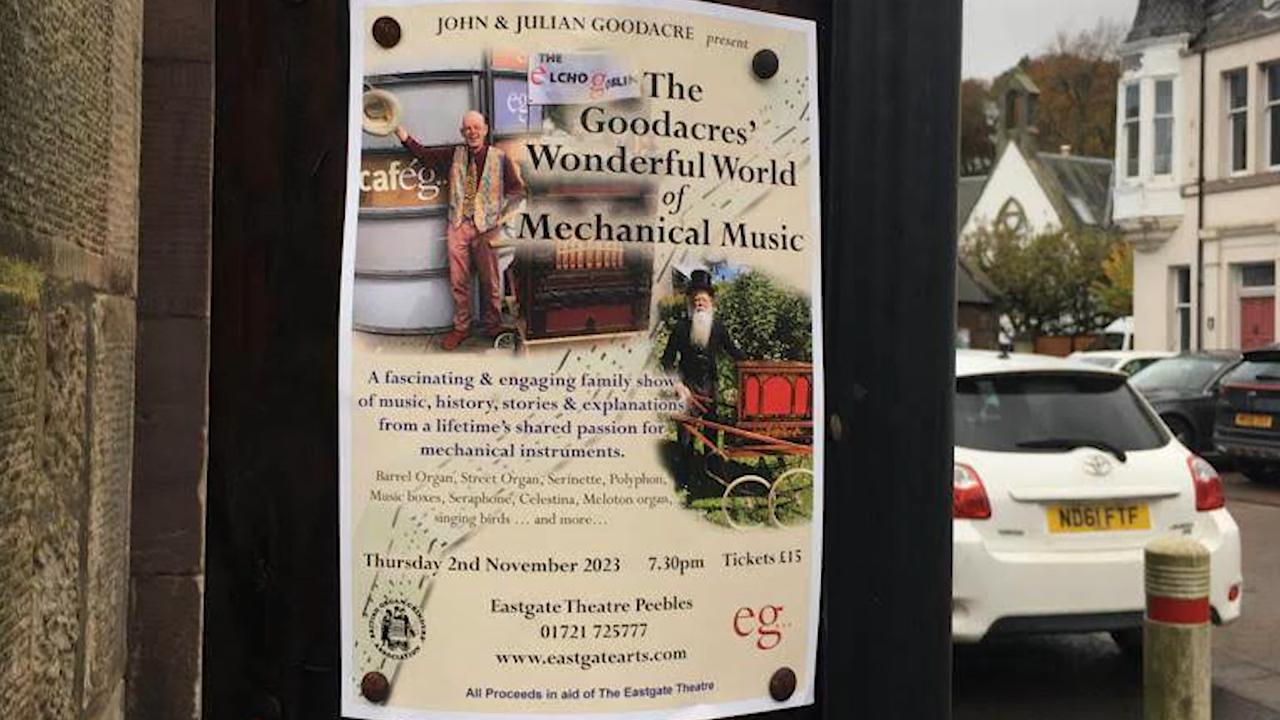 JOHN & JULIAN GOODACRE present
THE
eLCHO gOBLIN
The
Goodacres'
Wonderful World
of
Mechanical Music
eg
café.
A fascinating & engaging family show
of music, history, stories & explanations
from a lifetime's shared passion for
mechanical instruments.
Barrel Organ, Street Organ, Serinette, Polyphon,
Music boxes, Seraphone, Celestina, Meloton organ,
singing birds ... and more...
Thursday 2nd November 2023 7.30pm Tickets £15
Eastgate Theatre Peebles
01721 725777
www.eastgatearts.com
eg...
ASSOCIATION
All Proceeds in aid of The Eastgate Theatre
ND61 FTF